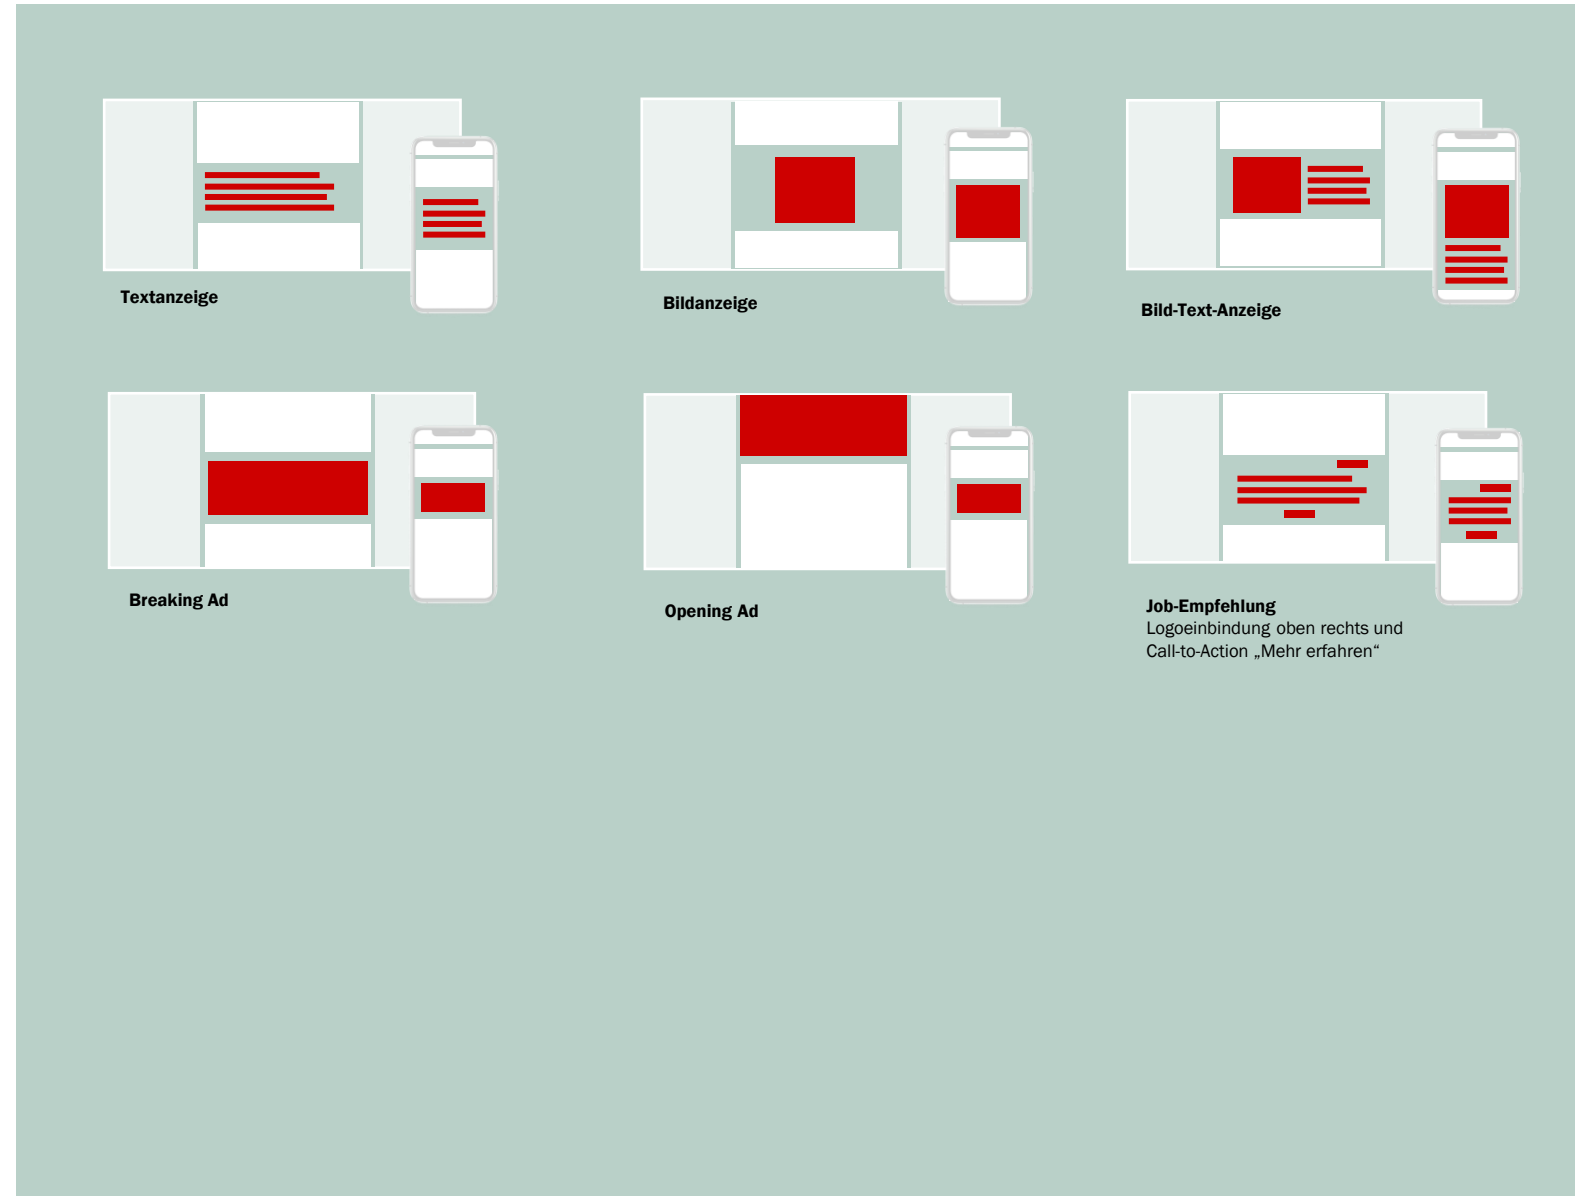 Textanzeige
Bildanzeige
Bild-Text-Anzeige
Breaking Ad
Opening Ad
Job-Empfehlung
Logoeinbindung oben rechts und
Call-to-Action „Mehr erfahren“